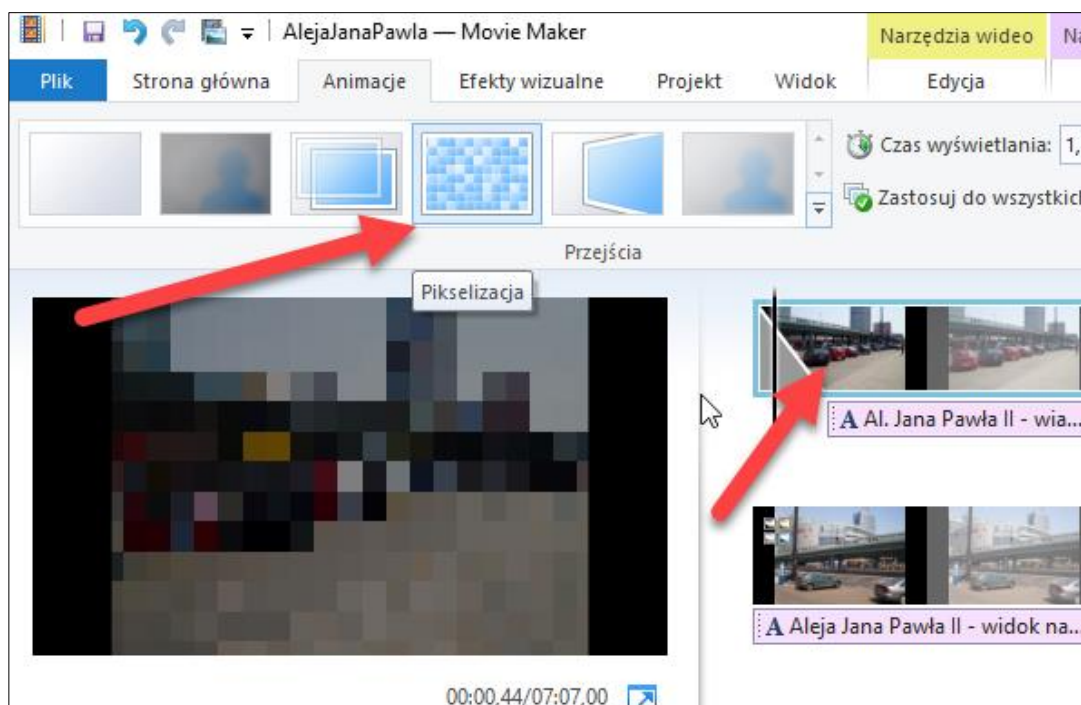 AlejaJanaPawla — Movie Maker
Narzędzia wideo
Plik Strona główna Animacje Efekty wizualne Projekt Widok Edycja
Czas wyświetlania: 1,
Zastosuj do
Przejścia
Pikselizacja
A Al. Jana Pawła II - wia...
A Aleja Jana Pawła II - widok na...
00:00,44/07:07,00